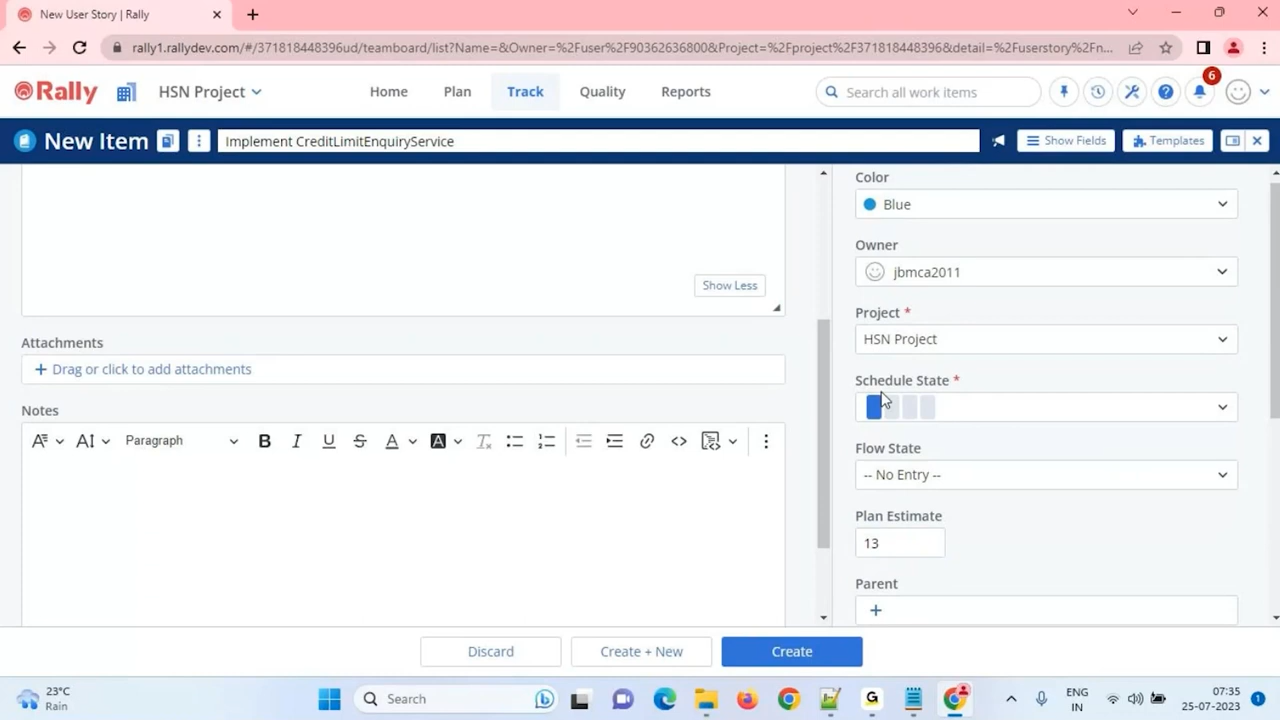 New User Story | Rally
rally1.rallydev.com/#/371818448396ud/teamboard/list?Name=&Owner=%2Fuser%2F903626368​00&Project=%2Fproject%2F371818448396&detail=%2Fuserstory%2Fn...
Rally
HSN Project
Home
Plan
Track
Quality
Reports
Search all work items
6
New Item
Implement CreditLimitEnquiryService
Show Fields
Templates
Color
Blue
Owner
jbmca2011
Show Less
Project *
HSN Project
Attachments
+ Drag or click to add attachments
Schedule State *
Notes
Paragraph
Flow State
-- No Entry --
Plan Estimate
13
Parent
+
Discard
Create + New
Create
23°C
Rain
Search
ENG
IN
07:35
25-07-2023
1